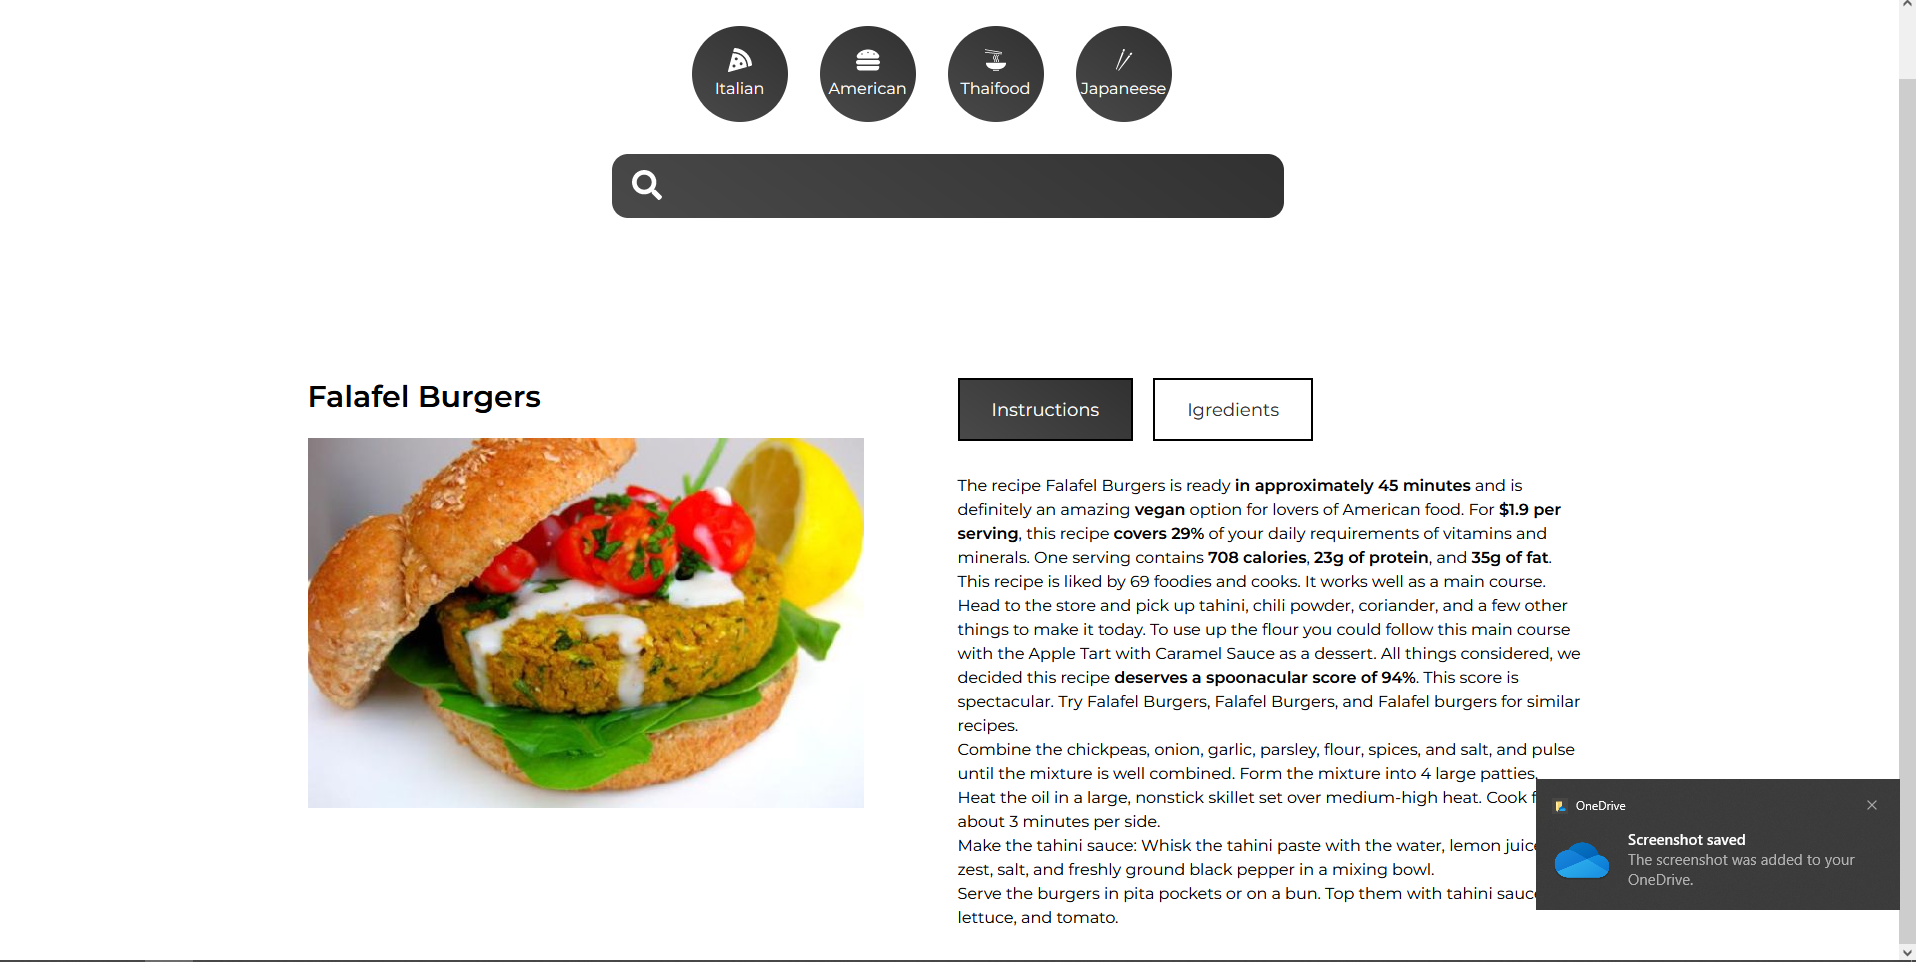 Italian
American
Thaifood
Japaneese
Falafel Burgers
Instructions
Igredients
The recipe Falafel Burgers is ready in approximately 45 minutes and is
definitely an amazing vegan option for lovers of American food. For $1.9 per
serving, this recipe covers 29% of your daily requirements of vitamins and
minerals. One serving contains 708 calories, 23g of protein, and 35g of fat.
This recipe is liked by 69 foodies and cooks. It works well as a main course.
Head to the store and pick up tahini, chili powder, coriander, and a few other
things to make it today. To use up the flour you could follow this main course
with the Apple Tart with Caramel Sauce as a dessert. All things considered, we
decided this recipe deserves a spoonacular score of 94%. This score is
spectacular. Try Falafel Burgers, Falafel Burgers, and Falafel burgers for similar
recipes.
Combine the chickpeas, onion, garlic, parsley, flour, spices, and salt, and pulse
until the mixture is well combined. Form the mixture into 4 large patties.
Heat the oil in a large, nonstick skillet set over medium-high heat. Cook
about 3 minutes per side.
Make the tahini sauce: Whisk the tahini paste with the water, lemon juice
zest, salt, and freshly ground black pepper in a mixing bowl.
Serve the burgers in pita pockets or on a bun. Top them with tahini sauce
lettuce, and tomato.
OneDrive
Screenshot saved
The screenshot was added to your
OneDrive.